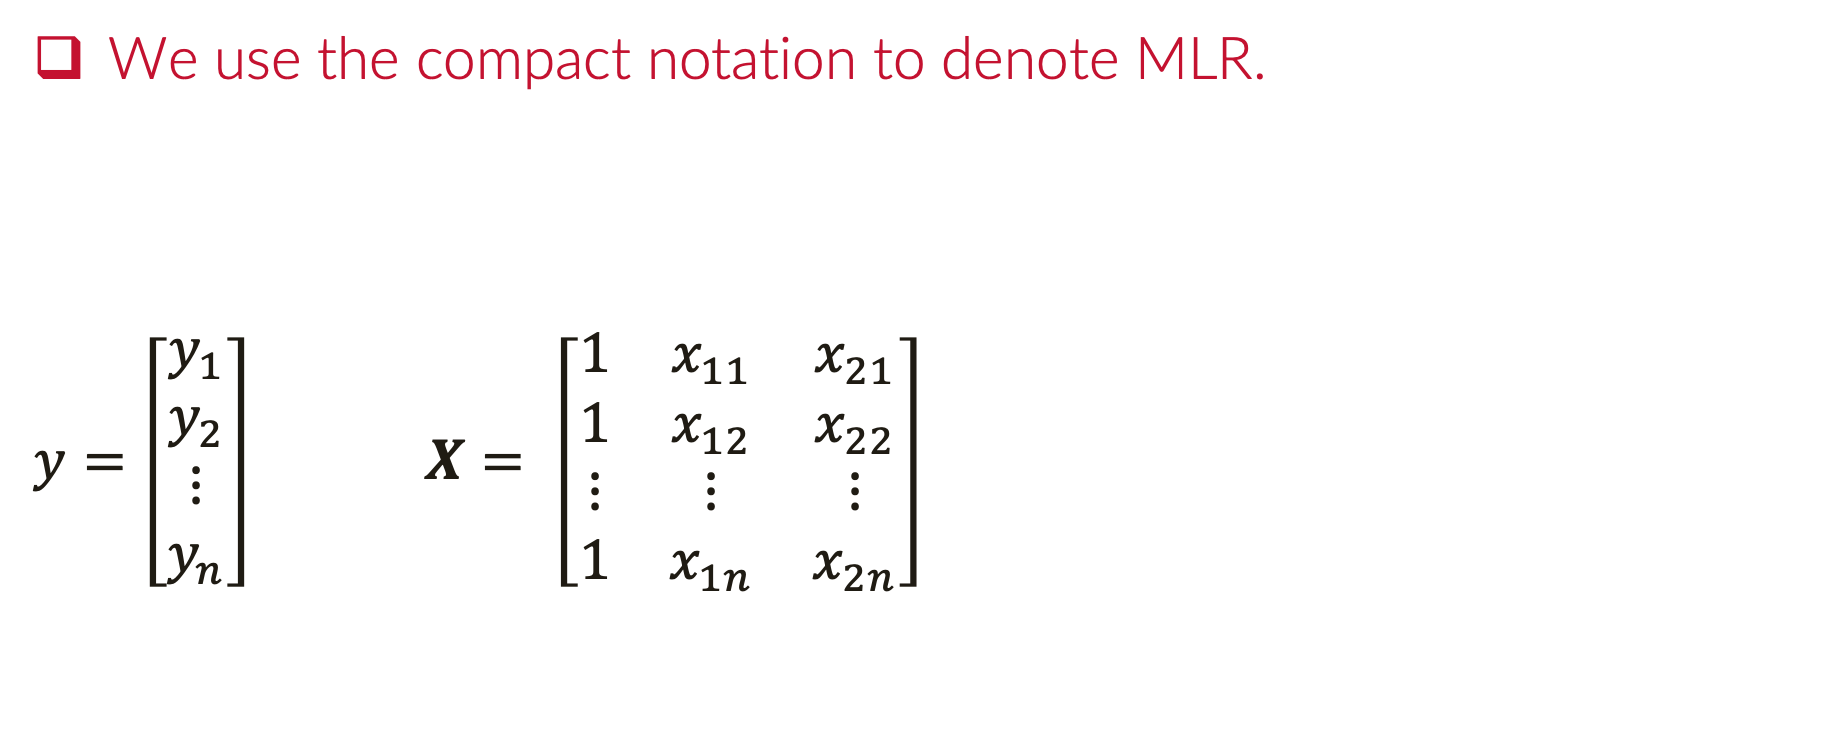 ❑ We use the compact notation to denote MLR.
y = [y₁ y₂ ⋮ yₙ]
X = [1 x₁₁ x₂₁
1 x₁₂ x₂₂
⋮ ⋮ ⋮
1 x₁ₙ x₂ₙ]